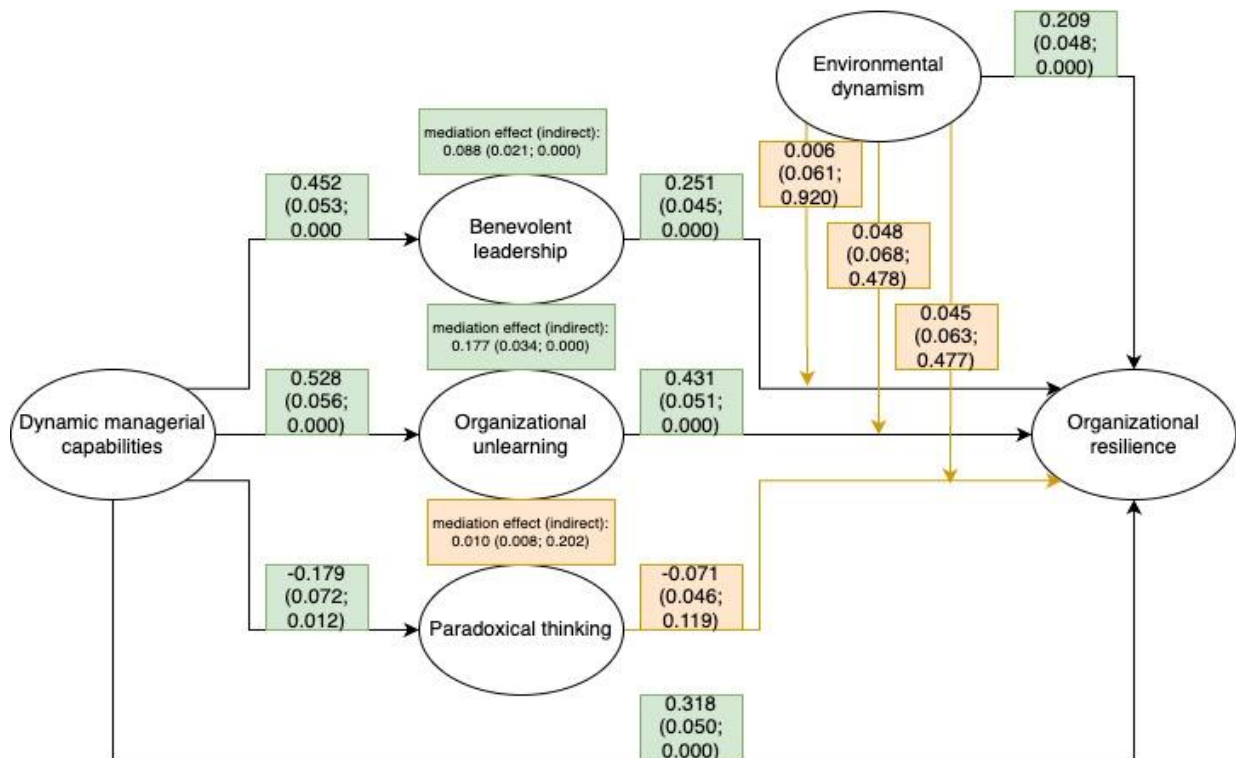 0.209
(0.048;
0.000)
Environmental
dynamism
mediation effect (indirect):
0.088 (0.021; 0.000)
0.006
(0.061;
0.920)
0.452
(0.053;
0.000
0.251
(0.045;
0.000)
Benevolent
leadership
0.048
(0.068;
0.478)
mediation effect (indirect):
0.177 (0.034; 0.000)
0.045
(0.063;
0.477)
0.528
(0.056;
0.000)
0.431
(0.051;
0.000)
Dynamic managerial
capabilities
Organizational
unlearning
Organizational
resilience
mediation effect (indirect):
0.010 (0.008; 0.202)
-0.179
(0.072;
0.012)
-0.071
(0.046;
0.119)
Paradoxical thinking
0.318
(0.050;
0.000)